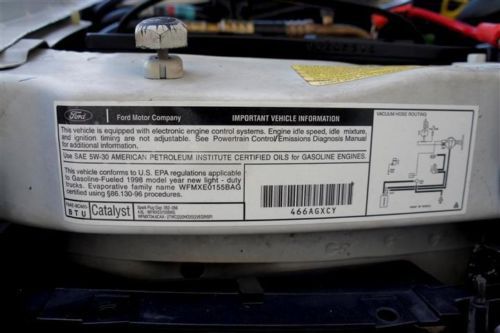 Ford
Ford Motor Company
IMPORTANT VEHICLE INFORMATION
This vehicle is equipped with electronic engine control systems. Engine idle speed, idle mixture,
and ignition timing are not adjustable. See Powertrain Control/Emissions Diagnosis Manual
for additional information.
Use SAE 5W-30 AMERICAN PETROLEUM INSTITUTE CERTIFIED OILS for GASOLINE ENGINES.
This vehicle conforms to U.S. EPA regulations applicable
to Gasoline-Fueled 1998 model year new light - duty
trucks. Evaporative family name WFMXE0155BAG
certified using §86.130-96 procedures.
BTU
Catalyst
466AGXCY
VACUUM HOSE ROUTING